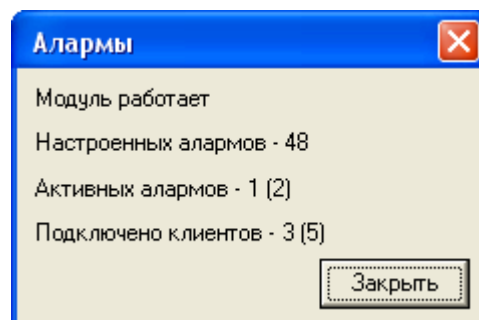 Алармы
Модуль работает
Настроенных алармов - 48
Активных алармов - 1 (2)
Подключено клиентов - 3 (5)
Закрыть